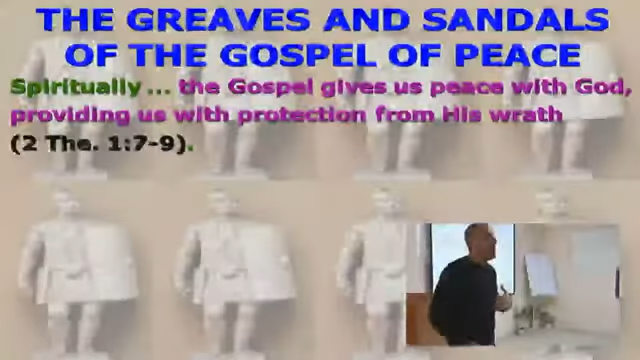 THE GREAVES AND SANDALS
OF THE GOSPEL OF PEACE
Spiritually ... the Gospel gives us peace with God,
providing us with protection from His wrath
(2 The. 1:7-9).